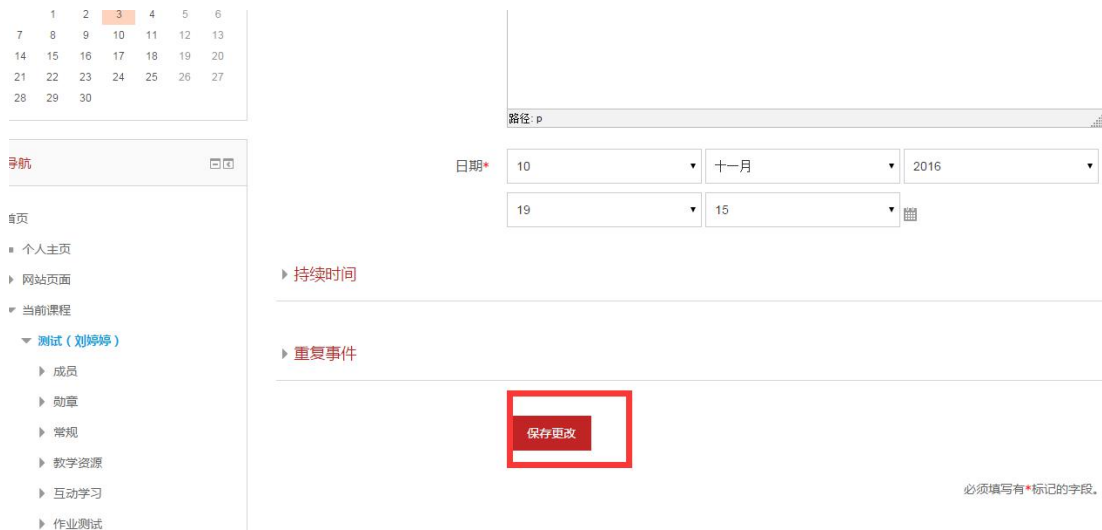 1 2 3 4 5 6
7 8 9 10 11 12 13
14 15 16 17 18 19 20
21 22 23 24 25 26 27
28 29 30
导航
首页
个人主页
网站页面
当前课程
测试（刘婷婷）
成员
勋章
常规
教学资源
互动学习
作业测试
路径: p
日期* 10 十一月 2016
19 15
持续时间
重复事件
保存更改
必须填写有*标记的字段。